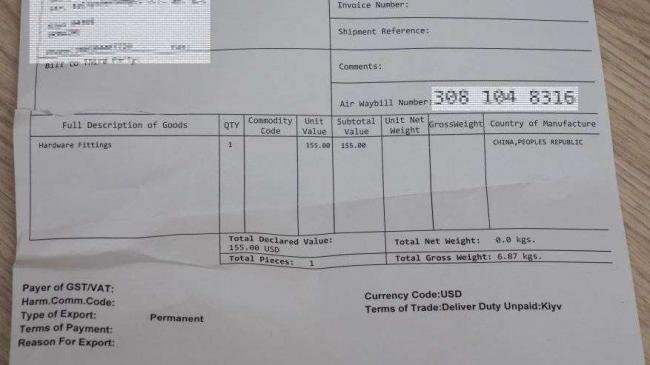 Invoice Number:
Shipment Reference:
Comments:
Bill to Third Party
Air Waybill Number: 308 104 8316
Full Description of Goods QTY Commodity Code Unit Value Subtotal Value Unit Net Weight GrossWeight Country of Manufacture
Hardware Fittings 1 155.00 155.00 CHINA,PEOPLES REPUBLIC
Total Declared Value: 155.00 USD Total Net Weight: 0.0 kgs.
Total Pieces: 1 Total Gross Weight: 6.87 kgs.
Payer of GST/VAT:
Harm.Comm.Code: Currency Code:USD
Type of Export: Permanent Terms of Trade:Deliver Duty Unpaid:Kiyv
Terms of Payment:
Reason For Export: